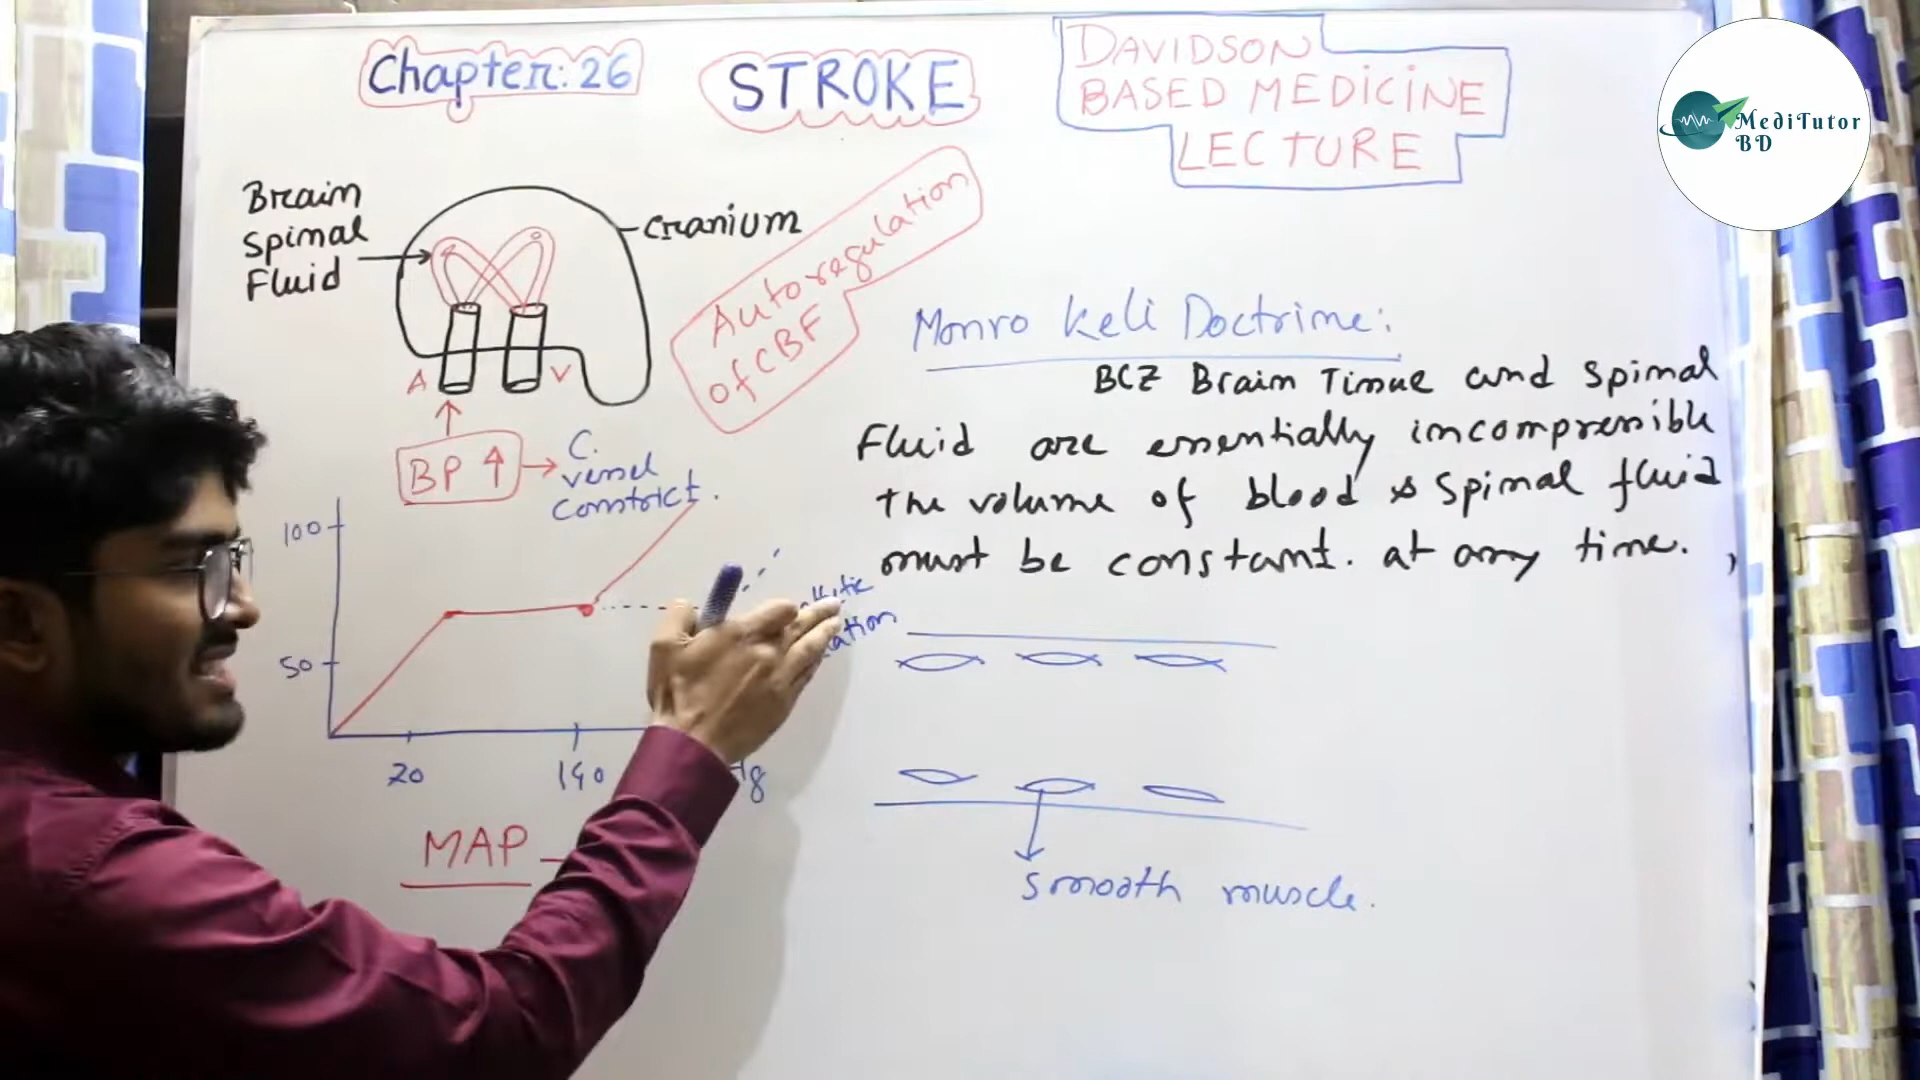 Chapter: 26
STROKE
DAVIDSON
BASED MEDICINE
LECTURE
MediTutor
BD
Brain
Spinal
Fluid
Cranium
Autoregulation
of CBF
A
V
BP ↑
C.
vessel
constrict.
Monro Keli Doctrine:
BCZ Brain Tissue and Spinal
Fluid are essentially incompressible
the volume of blood & Spinal fluid
must be constant. at any time.
100
50
20
140
MAP
smooth muscle.